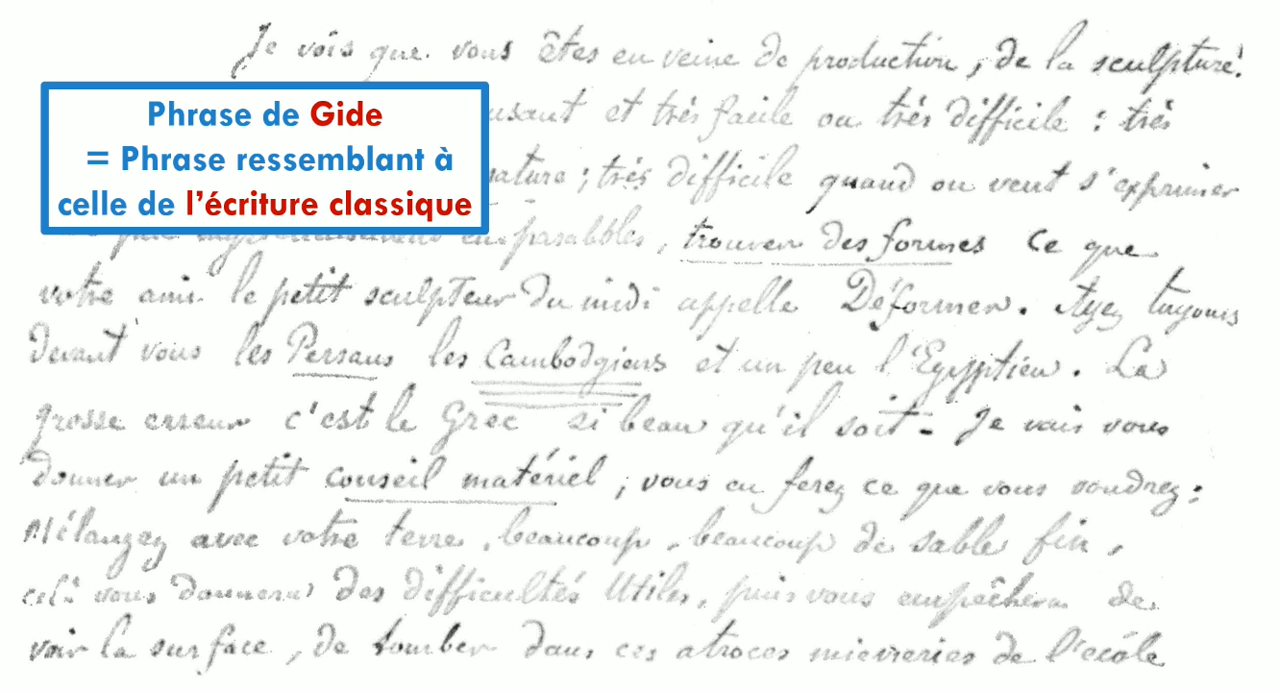 Je vois que vous êtes en veine de production, de la sculpture.
Phrase de Gide
= Phrase ressemblant à
celle de l'écriture classique
et très facile ou très difficile : très
nature ; très difficile quand on veut s'exprimer
trouver des formes Ce que
votre ami le petit sculpteur du midi appelle Déformer. Ayez toujours
devant vous les Persans les Cambodgiens et un peu l'Egyptien. La
grosse erreur c'est le Grec si beau qu'il soit - Je vais vous
donner un petit conseil matériel, vous en ferez ce que vous voudrez :
Mélangez avec votre terre, beaucoup, beaucoup de sable fin,
cela vous donnera des difficultés Utiles, puis vous empêchera de
voir la surface, de tomber dans ces atroces mievreries de l'ecole